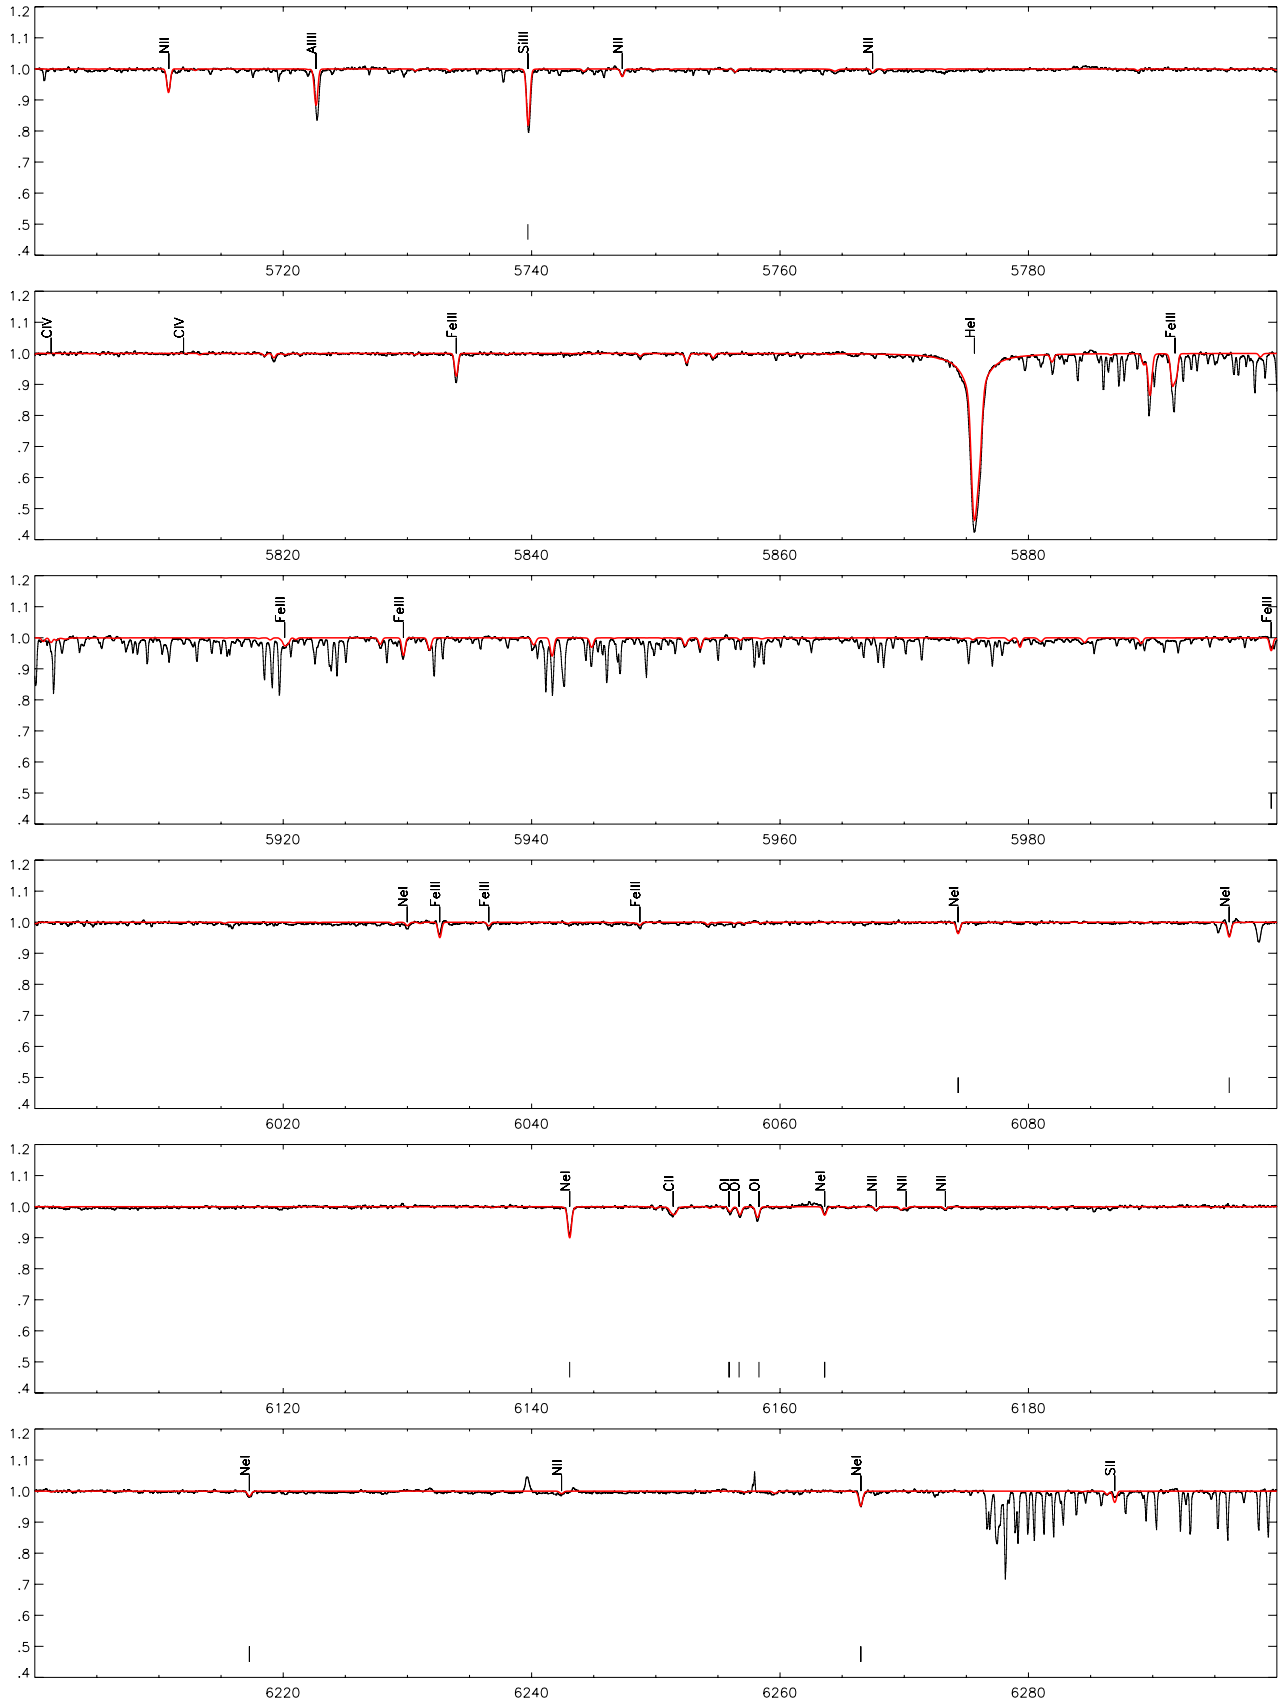 1.2
1.1
1.0
.9
.8
.7
.6
.5
.4
NII
AlIII
SiIII
NII
NII
5720
5740
5760
5780
1.2
1.1
1.0
.9
.8
.7
.6
.5
.4
CIV
CIV
FeIII
HeI
FeIII
5820
5840
5860
5880
1.2
1.1
1.0
.9
.8
.7
.6
.5
.4
FeIII
FeIII
FeIII
5920
5940
5960
5980
1.2
1.1
1.0
.9
.8
.7
.6
.5
.4
NeI
FeIII
FeIII
FeIII
NeI
NeI
6020
6040
6060
6080
1.2
1.1
1.0
.9
.8
.7
.6
.5
.4
NeI
CII
OI
OI
OI
NeI
NII
NII
NII
6120
6140
6160
6180
1.2
1.1
1.0
.9
.8
.7
.6
.5
.4
NeI
NII
NeI
SII
6220
6240
6260
6280